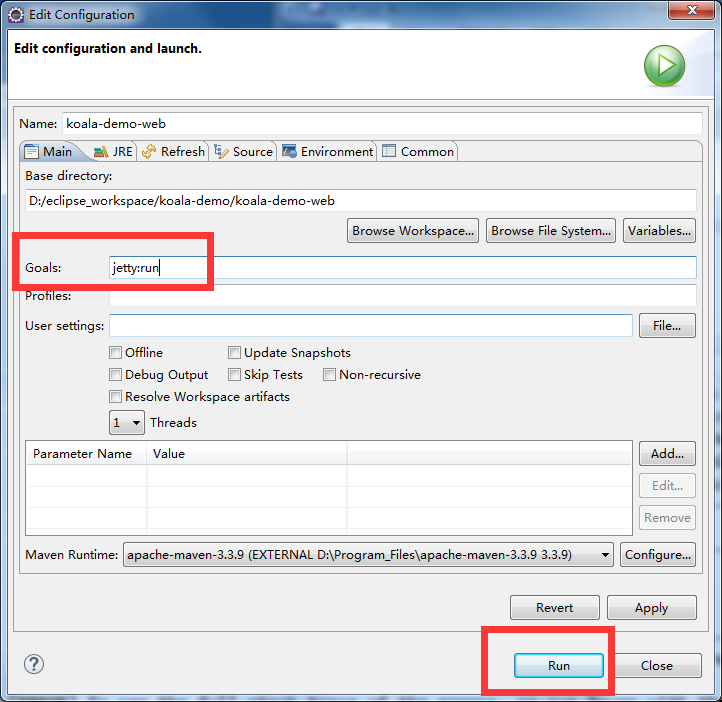 Edit Configuration
Edit configuration and launch.
Name: koala-demo-web
Main JRE Refresh Source Environment Common
Base directory:
D:/eclipse_workspace/koala-demo/koala-demo-web
Browse Workspace... Browse File System... Variables...
Goals: jetty:run
Profiles:
User settings: File...
Offline Update Snapshots
Debug Output Skip Tests Non-recursive
Resolve Workspace artifacts
1 Threads
Parameter Name Value Add...
Edit...
Remove
Maven Runtime: apache-maven-3.3.9 (EXTERNAL D:\Program_Files\apache-maven-3.3.9 3.3.9) Configure...
Revert Apply
? Run Close